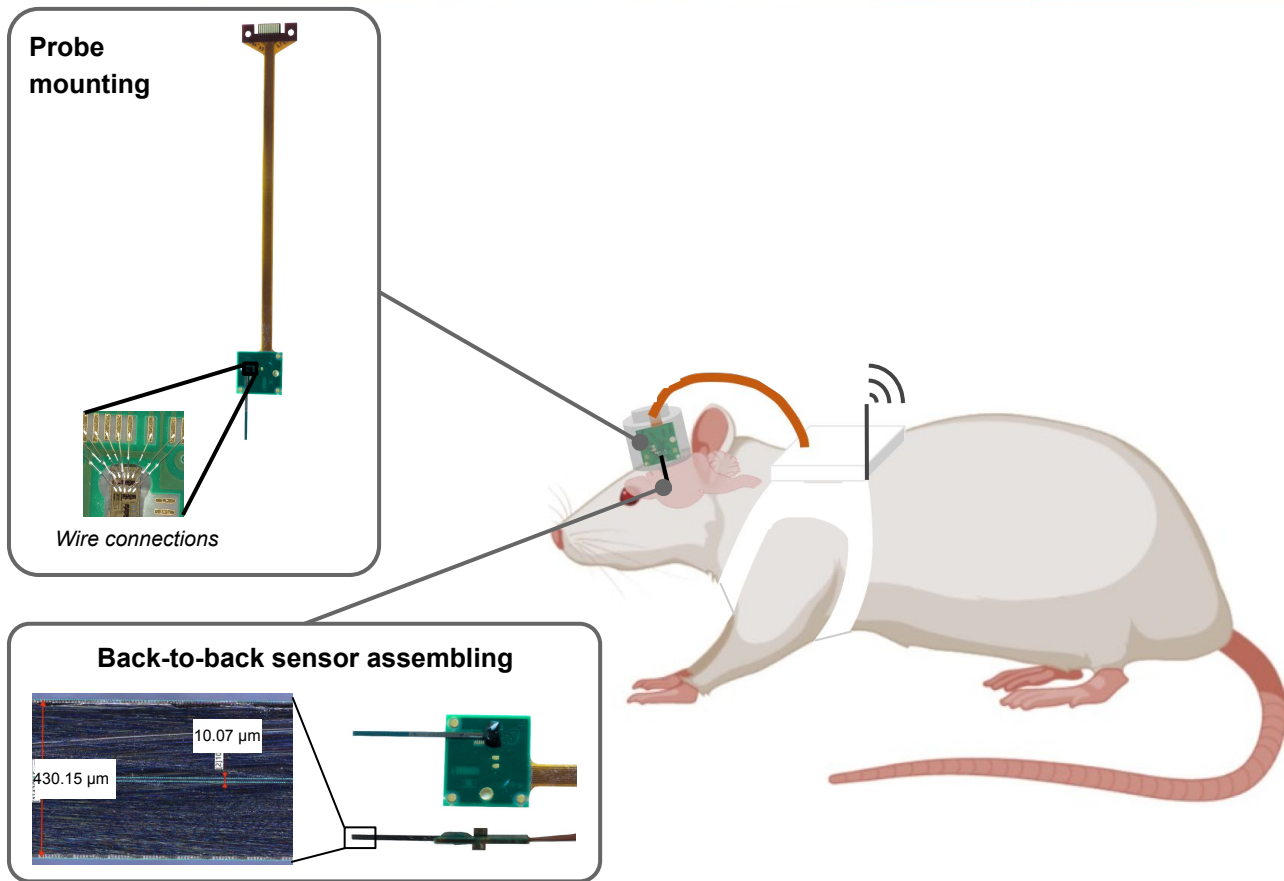 Probe
mounting
Wire connections
Back-to-back sensor assembling
10.07 µm
430.15 µm